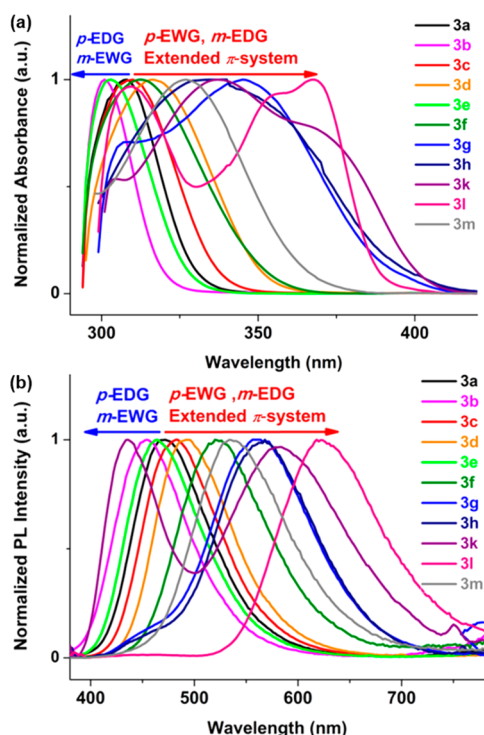 (a)
p-EDG
m-EWG
p-EWG, m-EDG
Extended π-system
3a
3b
3c
3d
3e
3f
3g
3h
3k
3l
3m
Normalized Absorbance (a.u.)
1
0
300
350
400
Wavelength (nm)
(b)
p-EDG
m-EWG
p-EWG ,m-EDG
Extended π-system
3a
3b
3c
3d
3e
3f
3g
3h
3k
3l
3m
Normalized PL Intensity (a.u.)
1
0
400
500
600
700
Wavelength (nm)